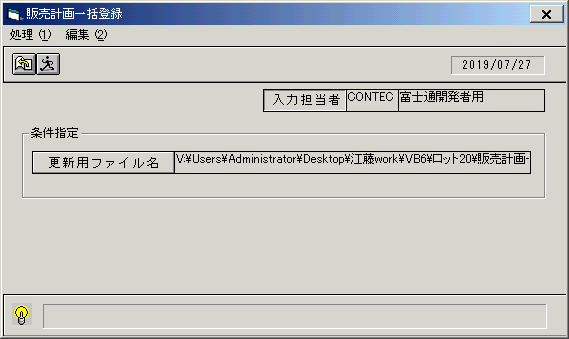 販売計画一括登録
処理 (1) 編集 (2)
2019/07/27
入力担当者 CONTEC 富士通開発者用
条件指定
更新用ファイル名 V:¥Users¥Administrator¥Desktop¥江藤work¥VB6¥ロット20¥販売計画-